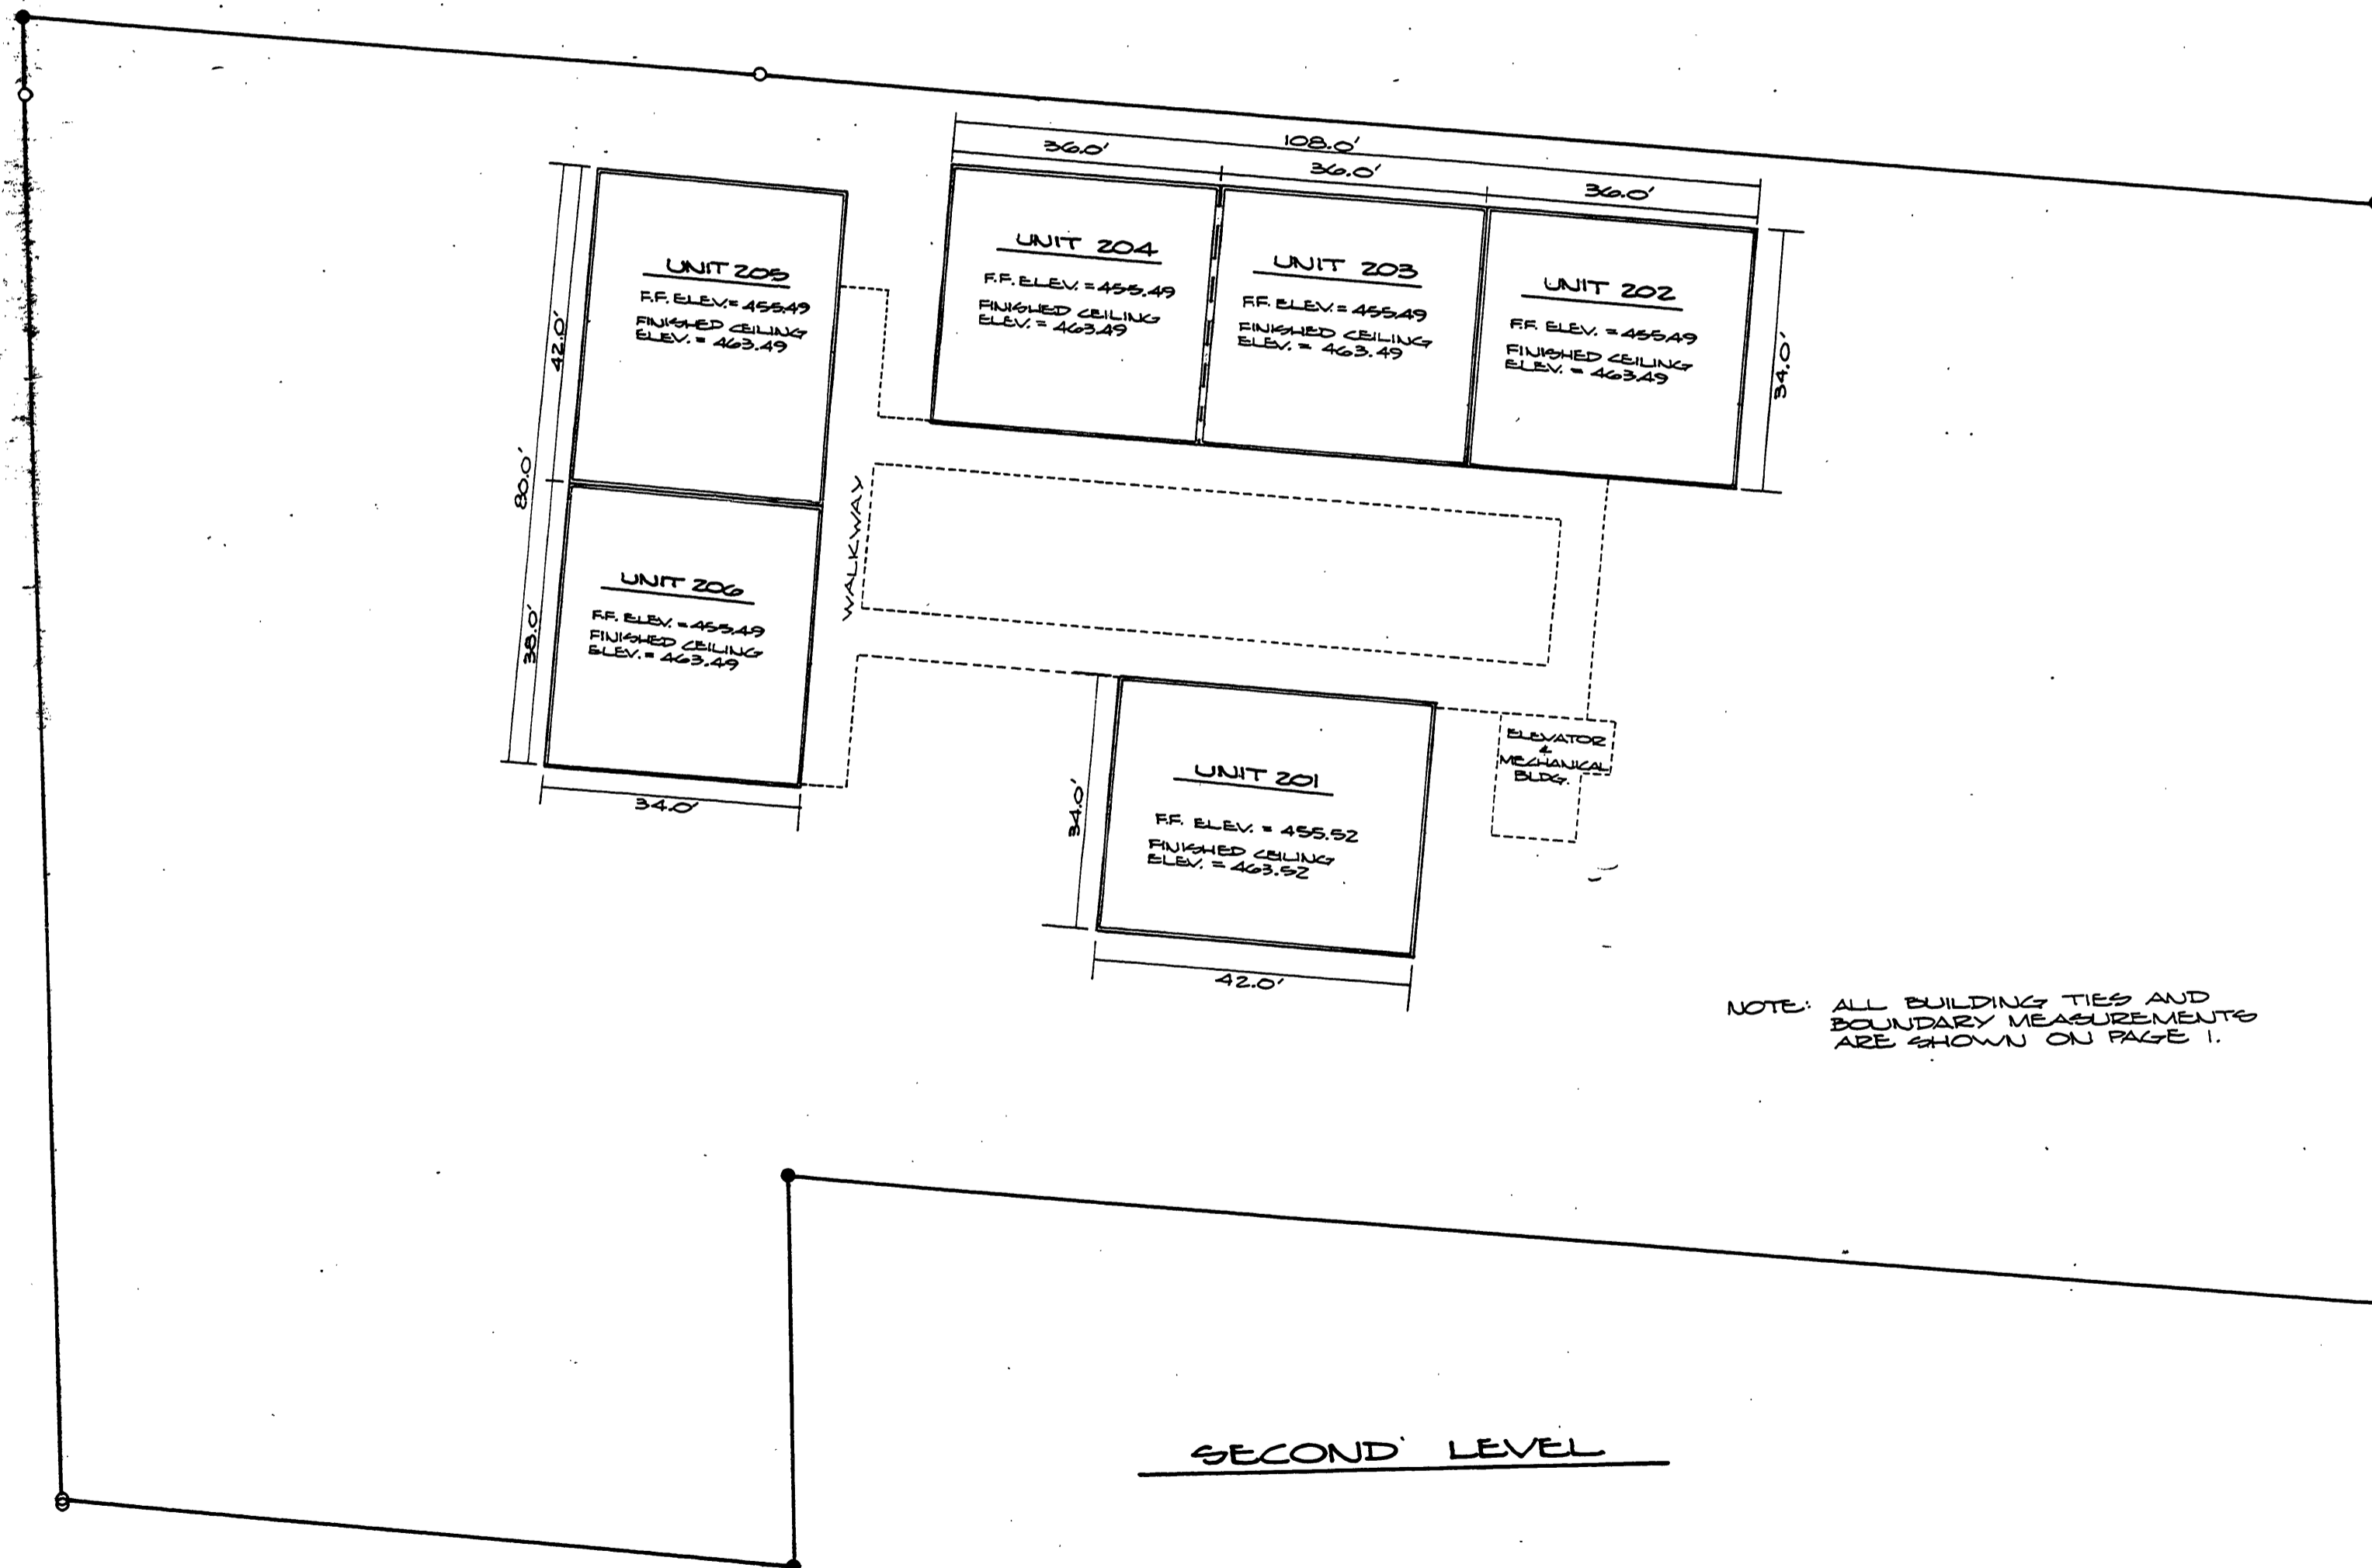 108.0'
36.0'
36.0'
36.0'
UNIT 205
F.F. ELEV. = 455.49
FINISHED CEILING
ELEV. = 463.49
UNIT 204
F.F. ELEV. = 455.49
FINISHED CEILING
ELEV. = 463.49
UNIT 203
F.F. ELEV. = 455.49
FINISHED CEILING
ELEV. = 463.49
UNIT 202
F.F. ELEV. = 455.49
FINISHED CEILING
ELEV. = 463.49
42.0'
34.0'
80.0'
WALKWAY
UNIT 206
F.F. ELEV. = 455.49
FINISHED CEILING
ELEV. = 463.49
38.0'
34.0'
ELEVATOR
&
MECHANICAL
BLDG.
UNIT 201
F.F. ELEV. = 455.52
FINISHED CEILING
ELEV. = 463.52
34.0'
42.0'
NOTE: ALL BUILDING TIES AND
BOUNDARY MEASUREMENTS
ARE SHOWN ON PAGE 1.
SECOND LEVEL